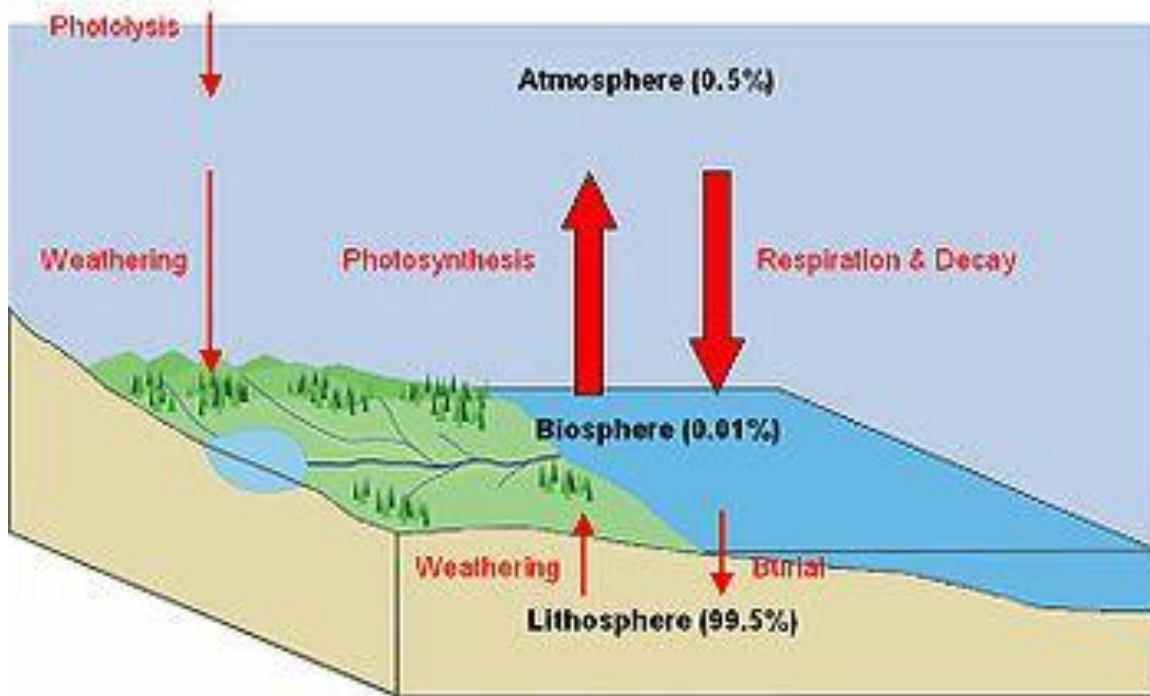 Photolysis
Atmosphere (0.5%)
Weathering
Photosynthesis
Respiration & Decay
Biosphere (0.01%)
Weathering
Burial
Lithosphere (99.5%)